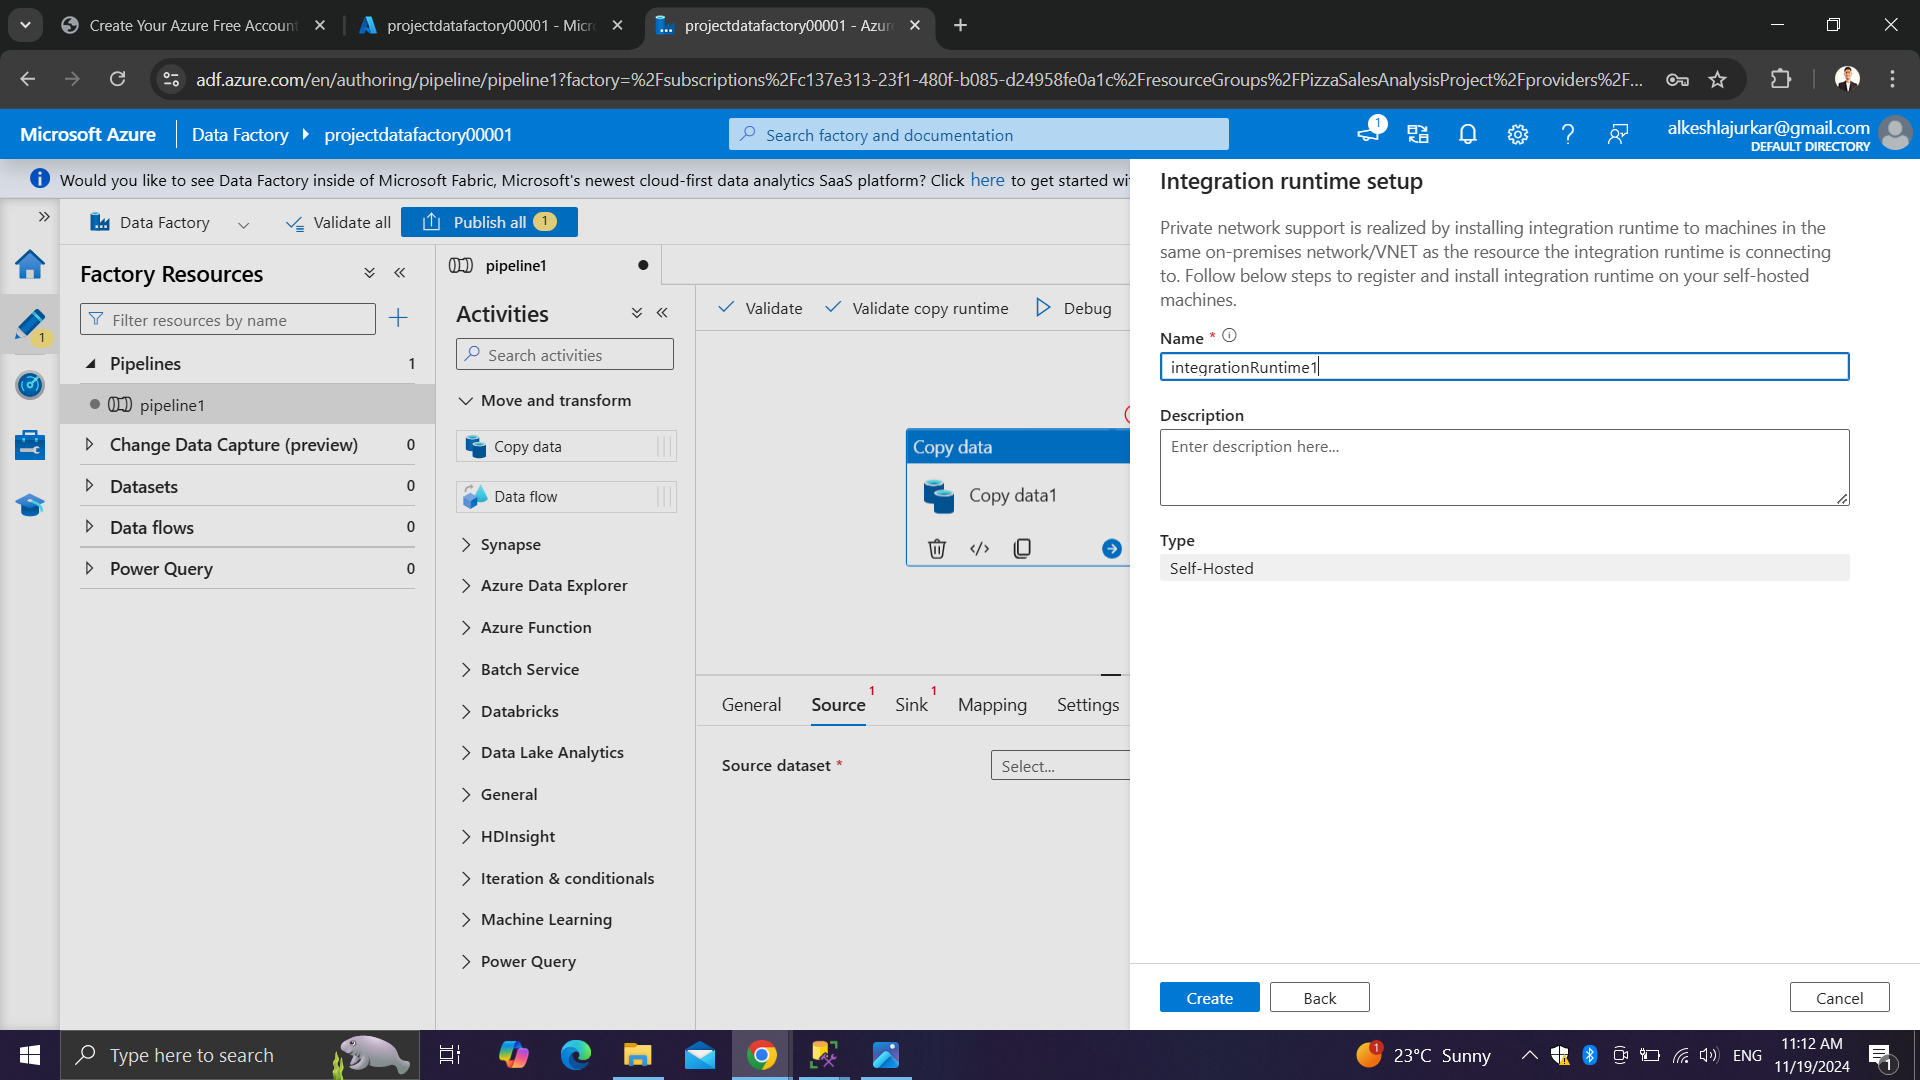 Create Your Azure Free Account
projectdatafactory00001 - Micr
projectdatafactory00001 - Azur
adf.azure.com/en/authoring/pipeline/pipeline1?factory=%2Fsubscriptions%2Fc137e313-23f1-480f-b085-d24958fe0a1c%2FresourceGroups%2FPizzaSalesAnalysisProject%2Fproviders%2F...
Microsoft Azure
Data Factory
projectdatafactory00001
Search factory and documentation
1
alkeshlajurkar@gmail.com
DEFAULT DIRECTORY
Would you like to see Data Factory inside of Microsoft Fabric, Microsoft's newest cloud-first data analytics SaaS platform? Click here to get started wi
Data Factory
Validate all
Publish all 1
1
Factory Resources
Filter resources by name
Pipelines 1
pipeline1
Change Data Capture (preview) 0
Datasets 0
Data flows 0
Power Query 0
pipeline1
Activities
Search activities
Move and transform
Copy data
Data flow
Synapse
Azure Data Explorer
Azure Function
Batch Service
Databricks
Data Lake Analytics
General
HDInsight
Iteration & conditionals
Machine Learning
Power Query
Validate
Validate copy runtime
Debug
Copy data
Copy data1
General
Source 1
Sink 1
Mapping
Settings
Source dataset *
Select...
Integration runtime setup
Private network support is realized by installing integration runtime to machines in the
same on-premises network/VNET as the resource the integration runtime is connecting
to. Follow below steps to register and install integration runtime on your self-hosted
machines.
Name *
integrationRuntime1
Description
Enter description here...
Type
Self-Hosted
Create
Back
Cancel
Type here to search
1
23°C Sunny
ENG
11:12 AM
11/19/2024
1